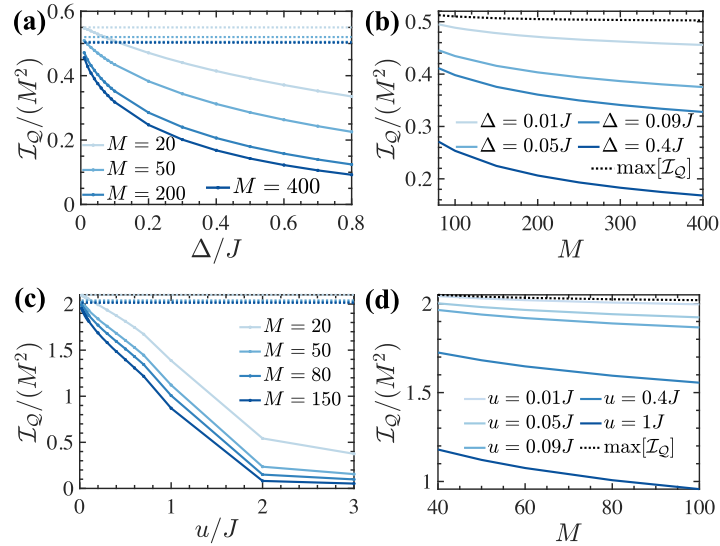 (a)
0.6
0.4
0.2
0
0
0.2
0.4
0.6
0.8
I_Q/(M²)
Δ/J
M = 20
M = 50
M = 200
M = 400
(b)
0.5
0.4
0.3
0.2
100
200
300
400
I_Q/(M²)
M
Δ = 0.01J
Δ = 0.05J
Δ = 0.09J
Δ = 0.4J
max[I_Q]
(c)
2
1.5
1
0.5
0
0
1
2
3
I_Q/(M²)
u/J
M = 20
M = 50
M = 80
M = 150
(d)
2
1.5
1
40
60
80
100
I_Q/(M²)
M
u = 0.01J
u = 0.05J
u = 0.09J
u = 0.4J
u = 1J
max[I_Q]